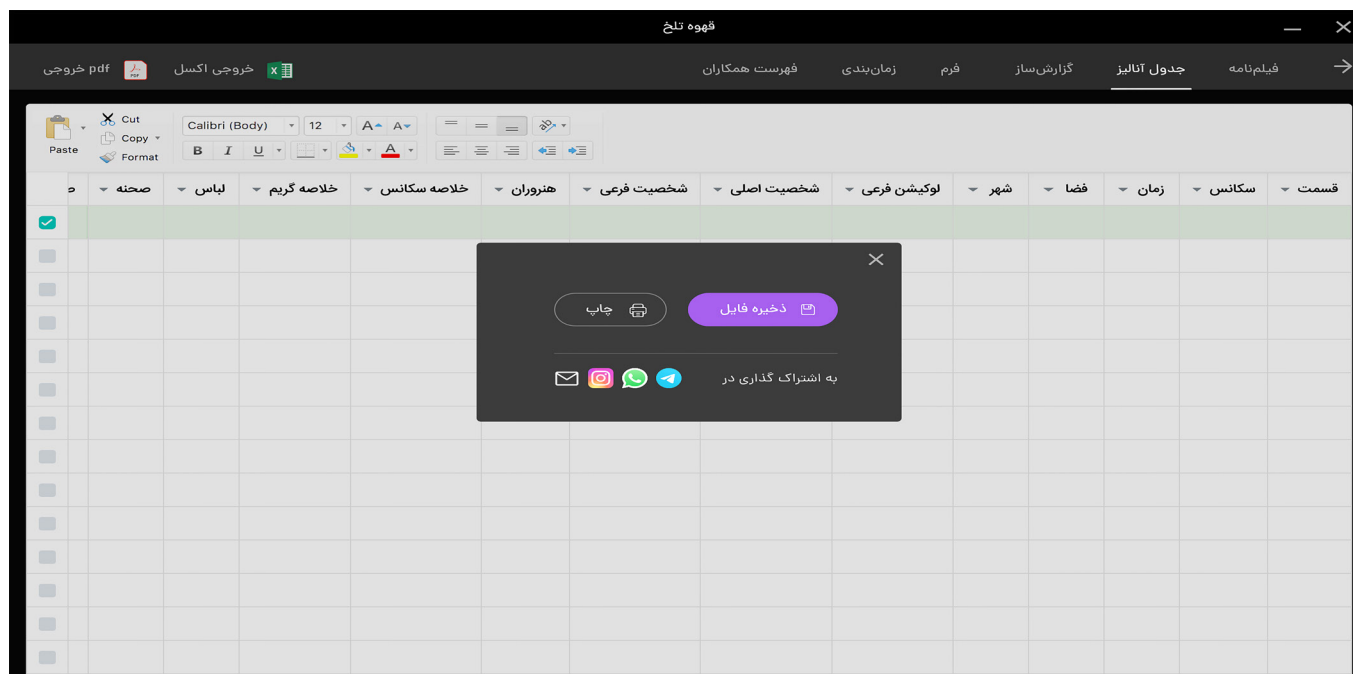 قهوه تلخ
فیلم‌نامه جدول آنالیز گزارش‌ساز فرم زمان‌بندی فهرست همکاران خروجی اکسل خروجی pdf
Paste
Cut
Copy
Format
Calibri (Body) 12 A A
B I U A
قسمت سکانس زمان فضا شهر لوکیشن فرعی شخصیت اصلی شخصیت فرعی هنروران خلاصه سکانس خلاصه گریم لباس صحنه
ذخیره فایل چاپ
به اشتراک گذاری در